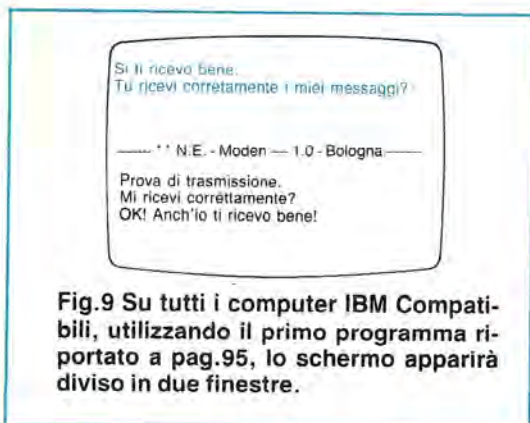 Si ti ricevo bene.
Tu ricevi corretamente i miei messaggi?
—— '' N.E. - Moden — 1.0 - Bologna ——
Prova di trasmissione.
Mi ricevi correttamente?
OK! Anch'io ti ricevo bene!
Fig.9 Su tutti i computer IBM Compati-
bili, utilizzando il primo programma ri-
portato a pag.95, lo schermo apparirà
diviso in due finestre.